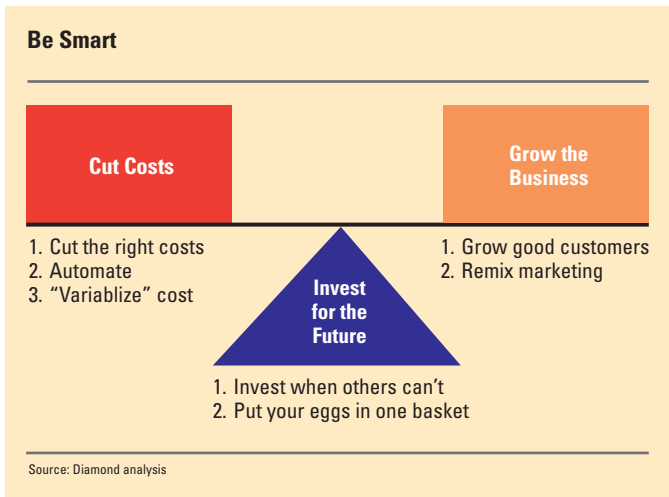 Be Smart
Cut Costs
Grow the
Business
1. Cut the right costs
2. Automate
3. “Variablize” cost
1. Grow good customers
2. Remix marketing
Invest
for the
Future
1. Invest when others can’t
2. Put your eggs in one basket
Source: Diamond analysis